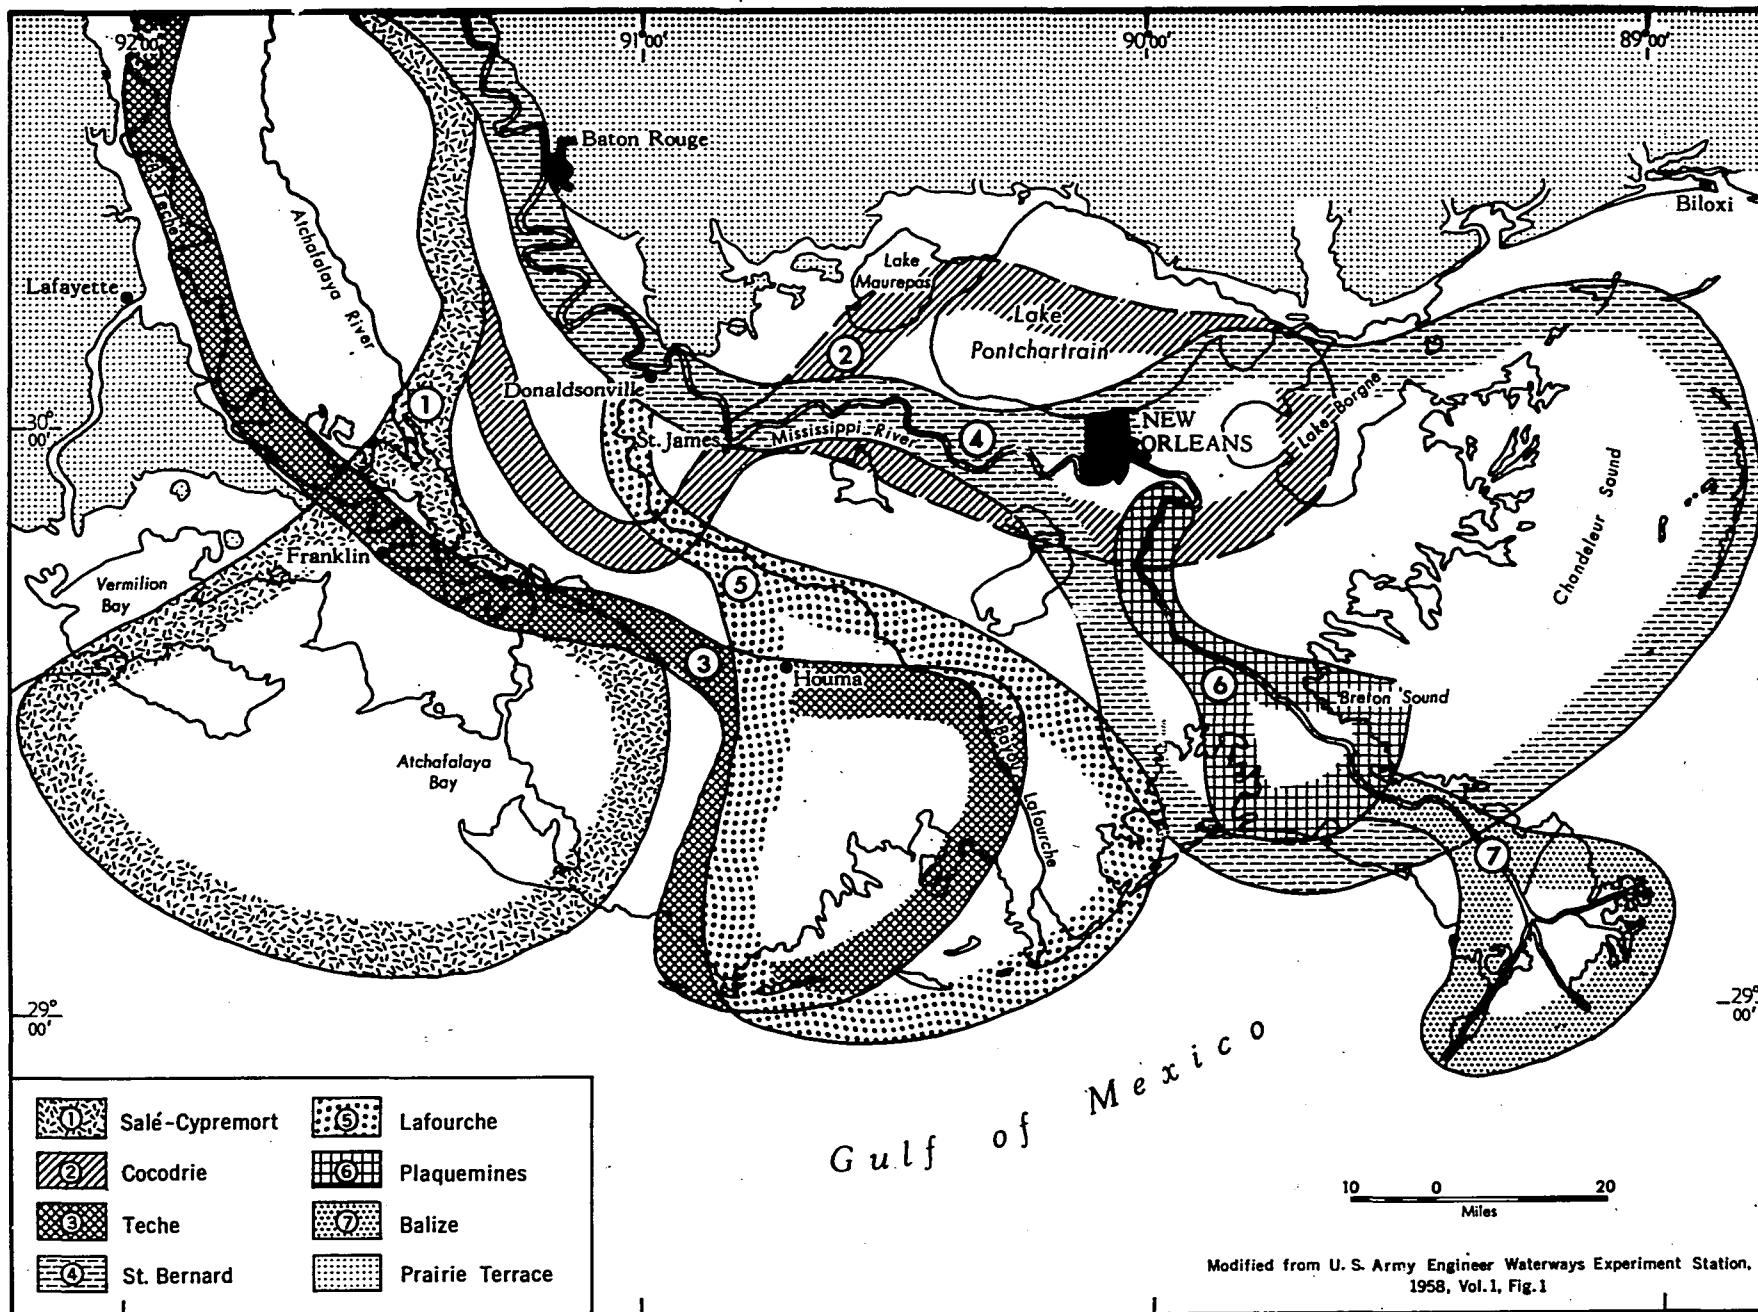 92°00'
91°00'
90°00'
89°00'
Baton Rouge
Biloxi
Teche
Atchafalaya River
Lafayette
Lake
Maurepas
Lake
Pontchartrain
2
1
Donaldsonville
30°
00'
St. James
Mississippi River
4
NEW
ORLEANS
Lake Borgne
Chandeleur Sound
Franklin
Vermilion
Bay
5
3
Houma
6
Breton Sound
Bayou
Lafourche
Atchafalaya
Bay
7
29°
00'
29°
00'
Gulf of Mexico
1 Salé-Cypremort
2 Cocodrie
3 Teche
4 St. Bernard
5 Lafourche
6 Plaquemines
7 Balize
Prairie Terrace
10 0 20
Miles
Modified from U. S. Army Engineer Waterways Experiment Station,
1958, Vol. 1, Fig. 1